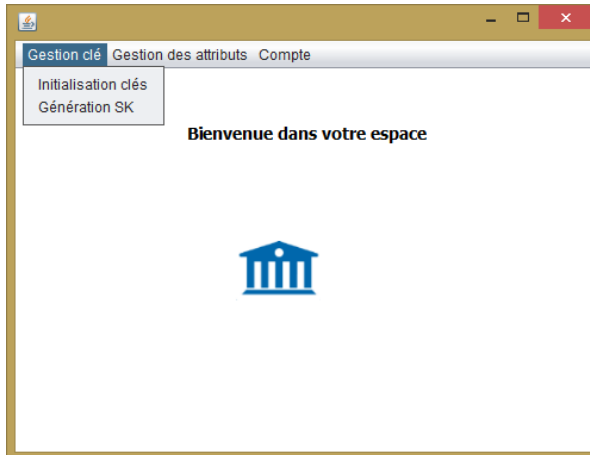 Gestion clé Gestion des attributs Compte
Initialisation clés
Génération SK
Bienvenue dans votre espace